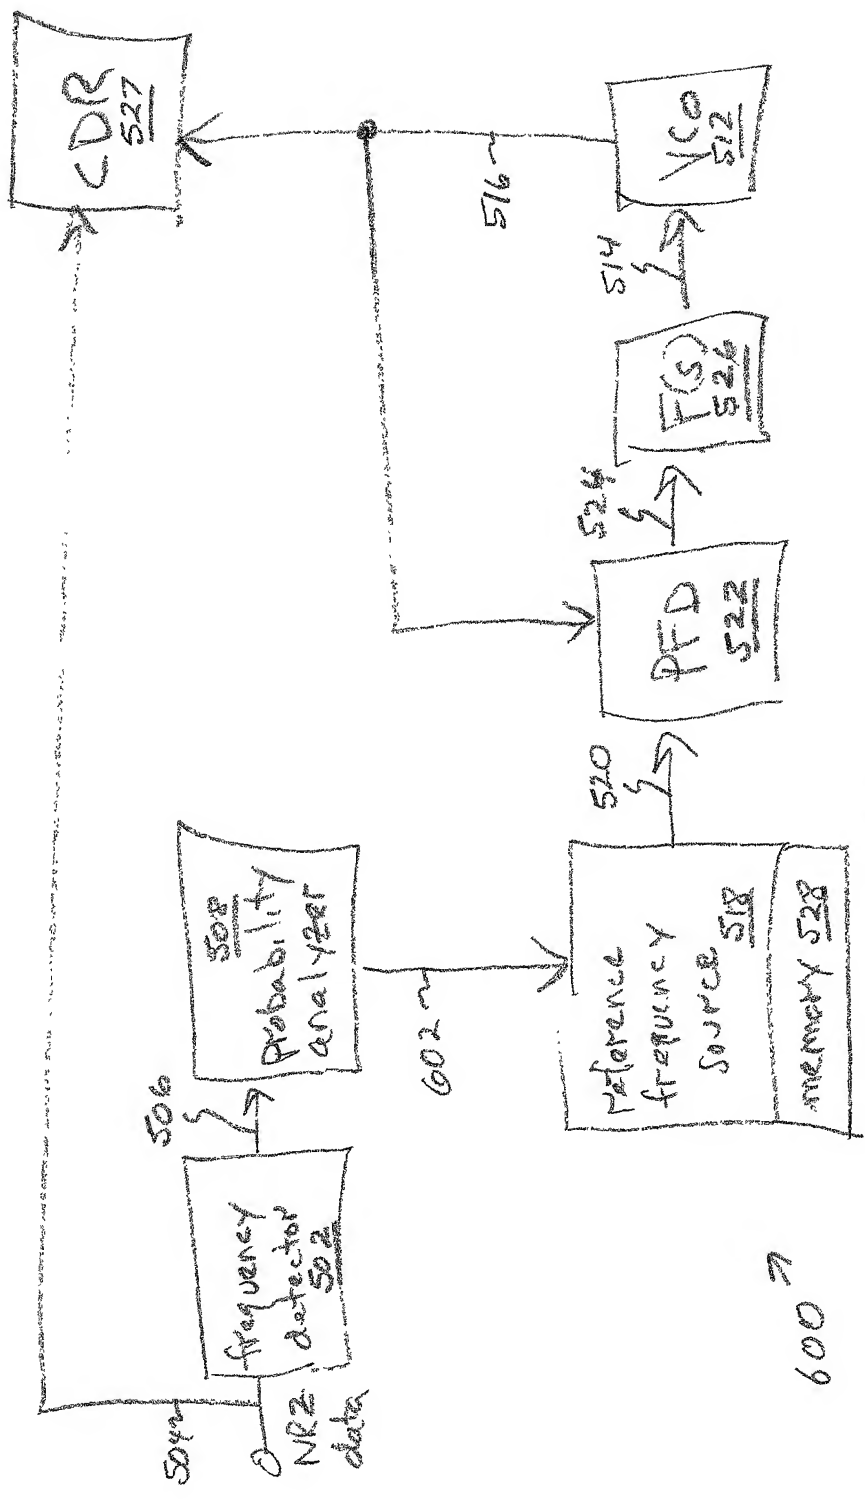 504
NRZ
data
frequency
detector
502
506
508
probability
analyzer
CDR
527
602
516
reference
frequency
source
518
memory 528
520
PFD
522
524
F(s)
526
514
VCO
512
600